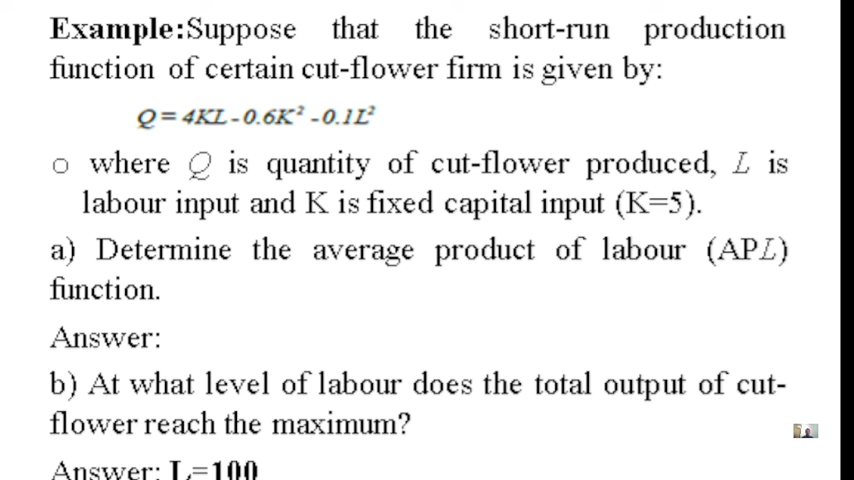 Example:Suppose that the short-run production
function of certain cut-flower firm is given by:
Q = 4KL - 0.6K² - 0.1L²
o where Q is quantity of cut-flower produced, L is
labour input and K is fixed capital input (K=5).
a) Determine the average product of labour (APL)
function.
Answer:
b) At what level of labour does the total output of cut-
flower reach the maximum?
Answer: L=100